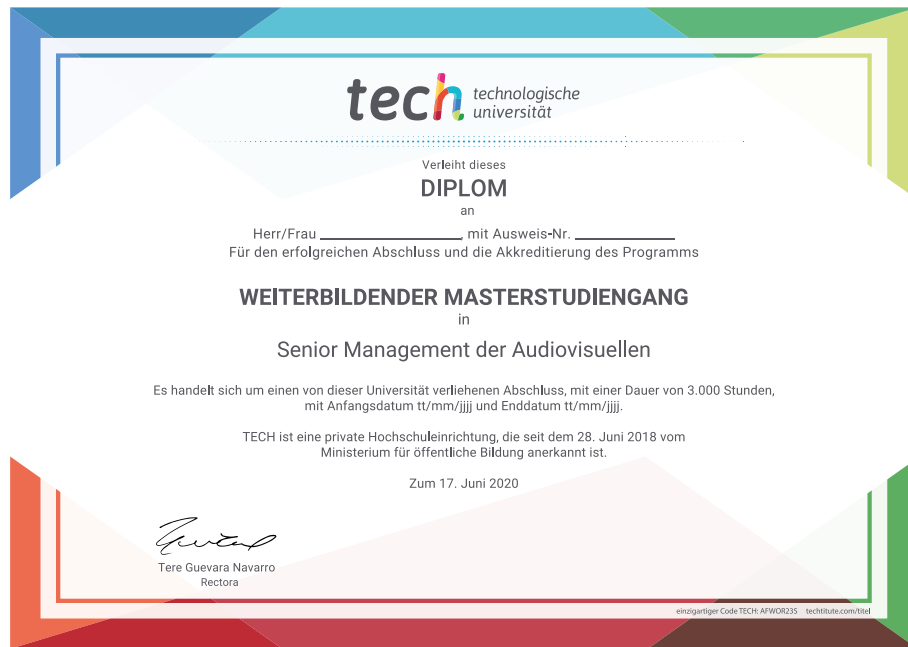 tech technologische
universität
Verleiht dieses
DIPLOM
an
Herr/Frau ____________________, mit Ausweis-Nr. ______________
Für den erfolgreichen Abschluss und die Akkreditierung des Programms
WEITERBILDENDER MASTERSTUDIENGANG
in
Senior Management der Audiovisuellen
Es handelt sich um einen von dieser Universität verliehenen Abschluss, mit einer Dauer von 3.000 Stunden,
mit Anfangsdatum tt/mm/jjjj und Enddatum tt/mm/jjjj.
TECH ist eine private Hochschuleinrichtung, die seit dem 28. Juni 2018 vom
Ministerium für öffentliche Bildung anerkannt ist.
Zum 17. Juni 2020
Tere Guevara Navarro
Rectora
einzigartiger Code TECH: AFWOR23S techtitute.com/titel